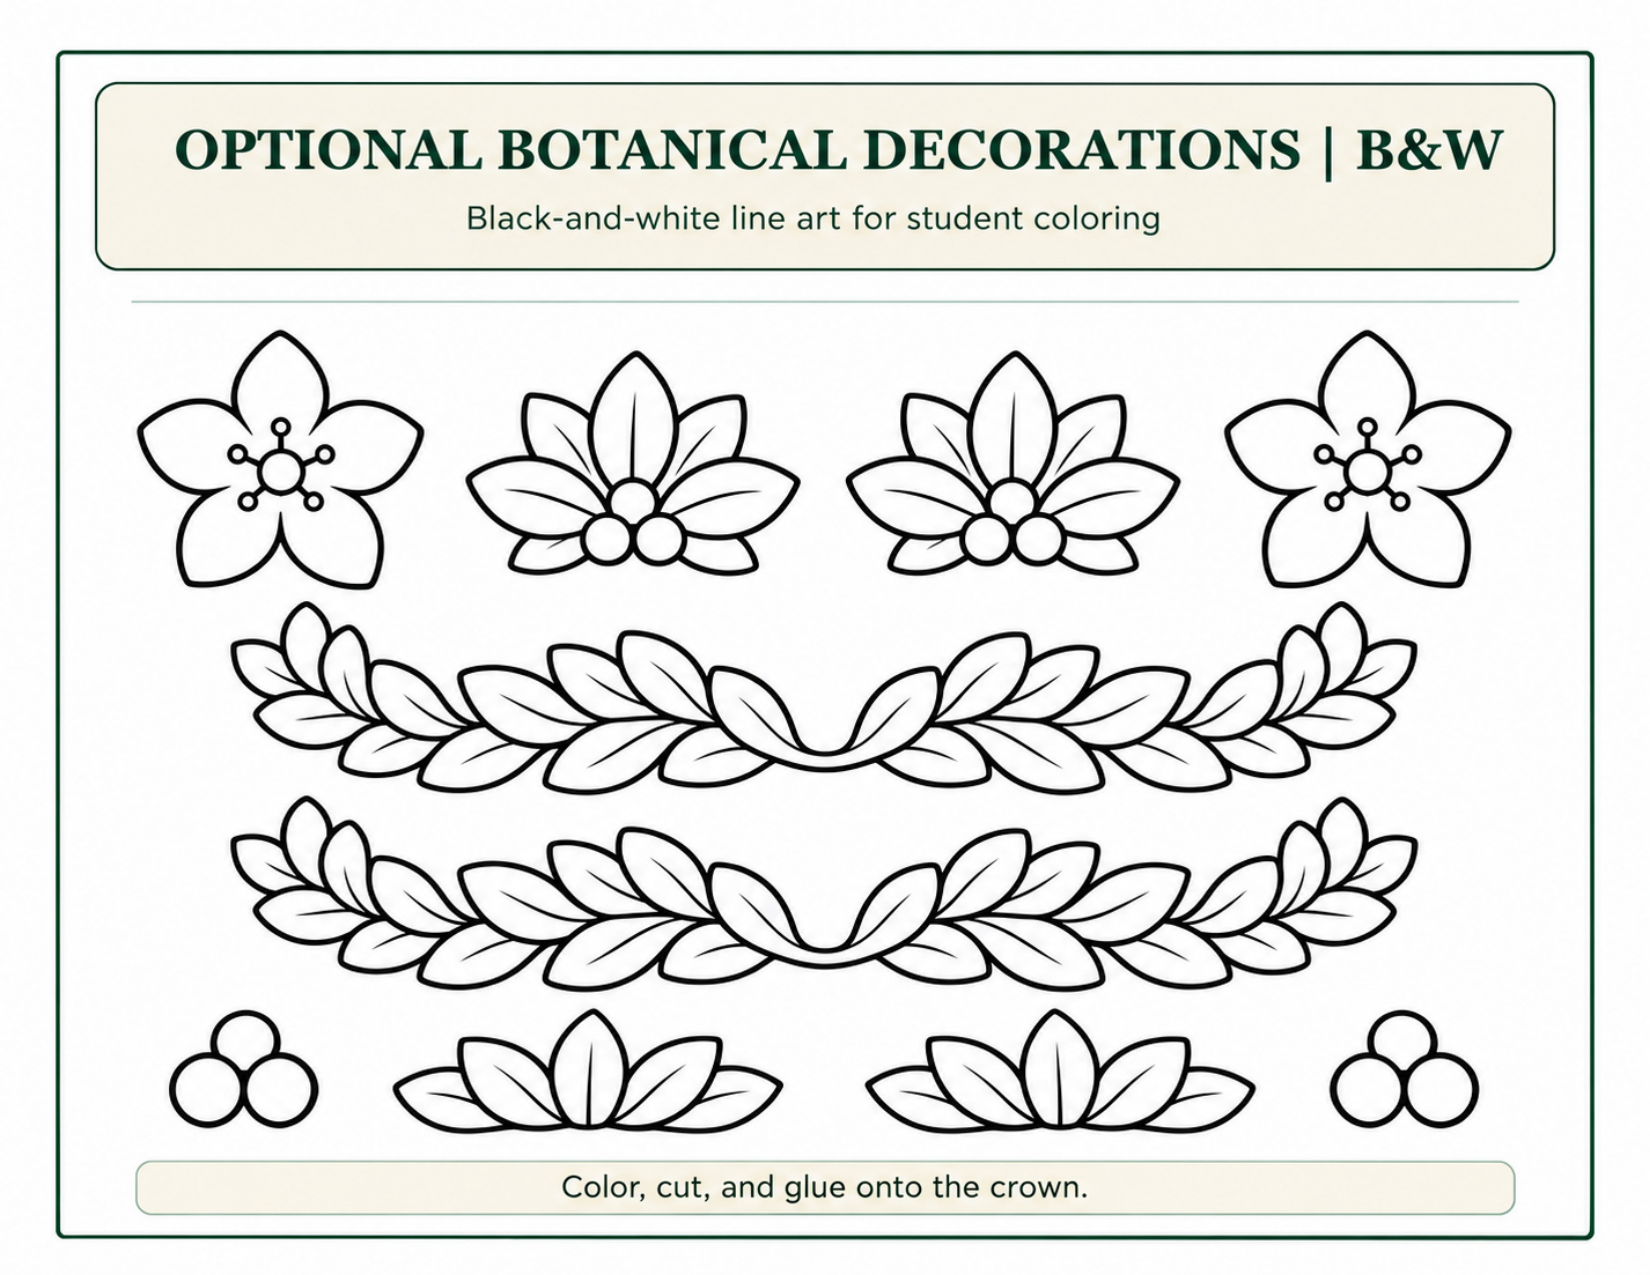 OPTIONAL BOTANICAL DECORATIONS | B&W
Black-and-white line art for student coloring
Color, cut, and glue onto the crown.